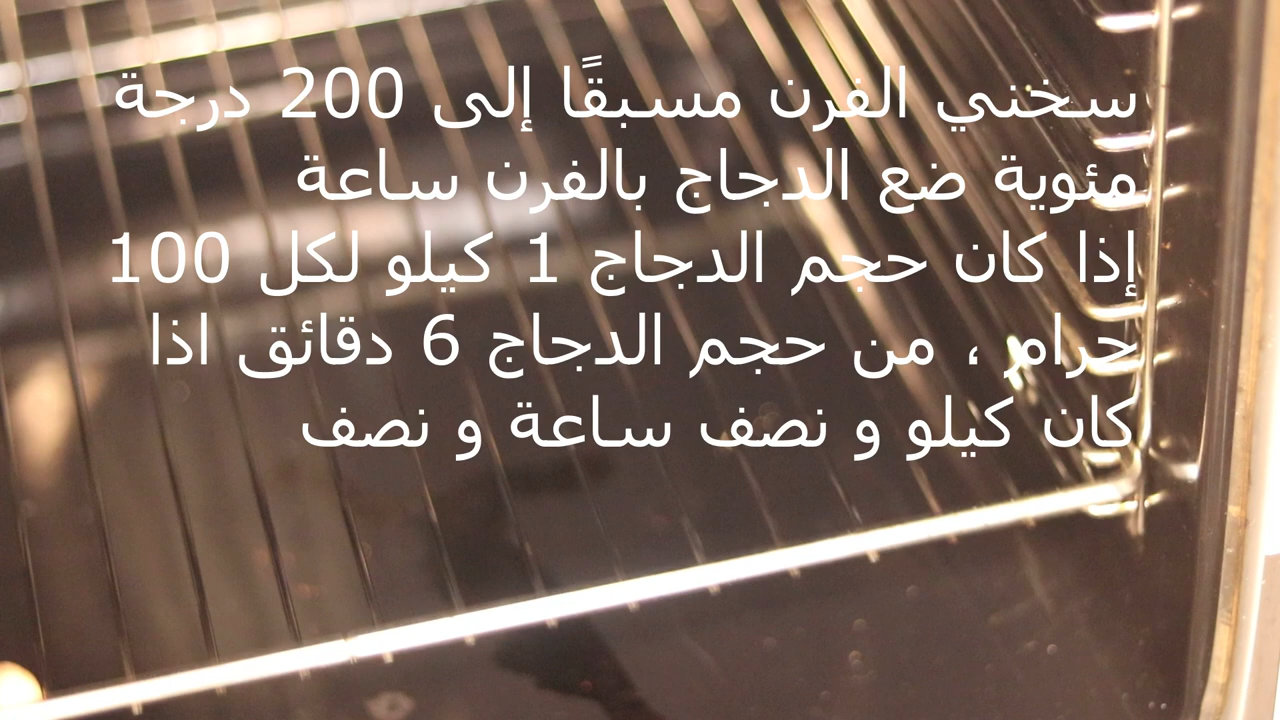 سخني الفرن مسبقًا إلى 200 درجة
مئوية ضع الدجاج بالفرن ساعة
إذا كان حجم الدجاج 1 كيلو لكل 100
حرام ، من حجم الدجاج 6 دقائق اذا
كان كيلو و نصف ساعة و نصف